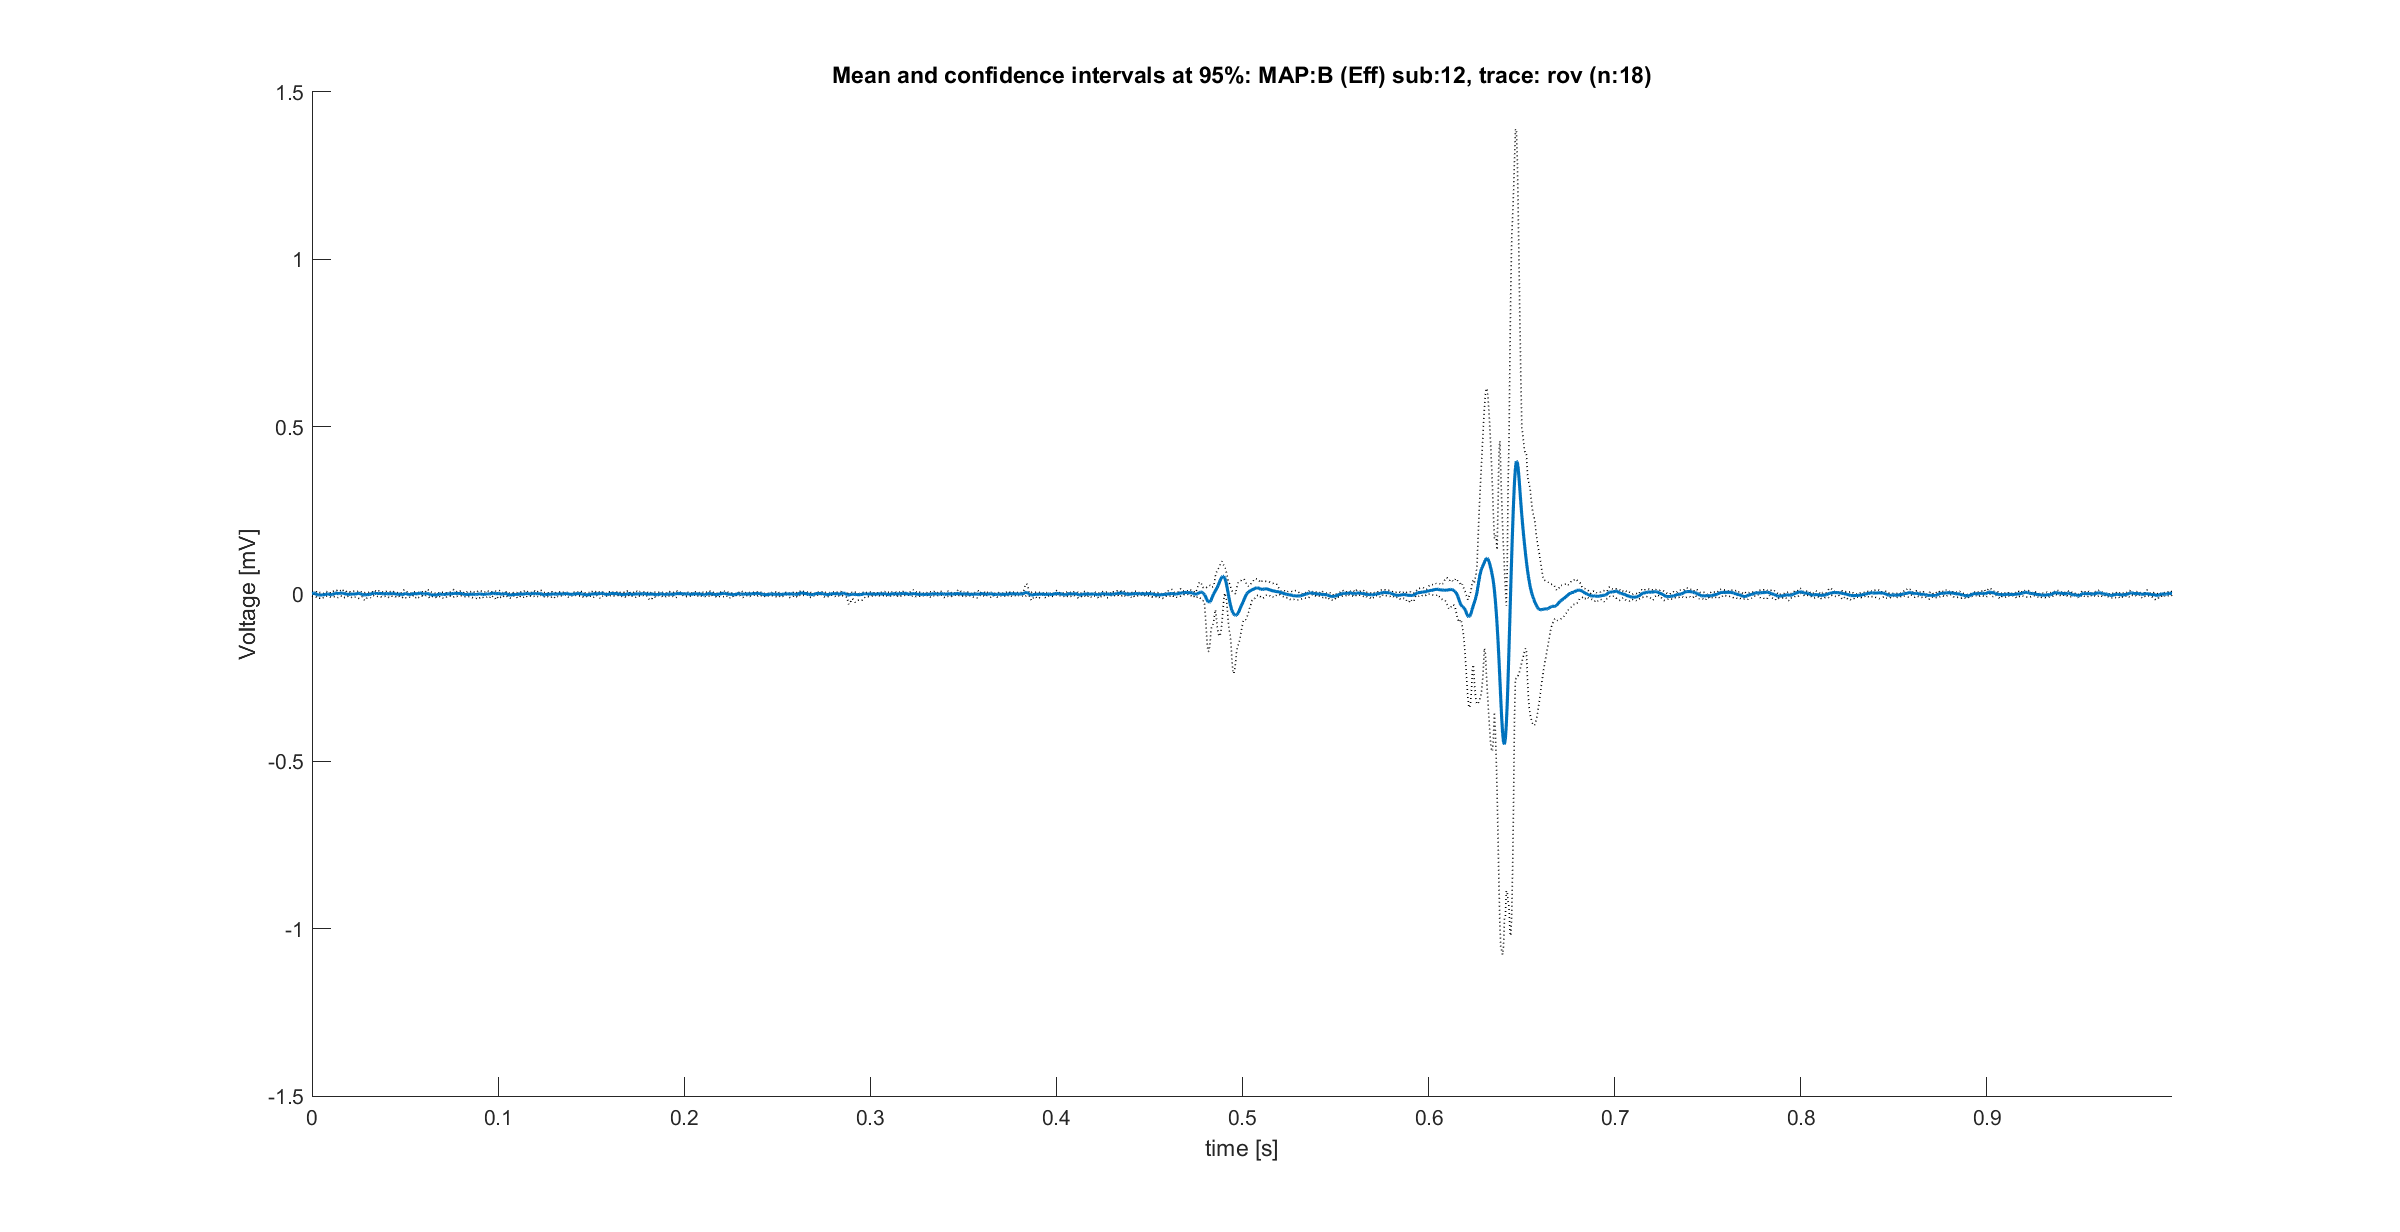 Mean and confidence intervals at 95%: MAP:B (Eff) sub:12, trace: rov (n:18)
1.5
1
0.5
0
-0.5
-1
-1.5
Voltage [mV]
0 0.1 0.2 0.3 0.4 0.5 0.6 0.7 0.8 0.9
time [s]